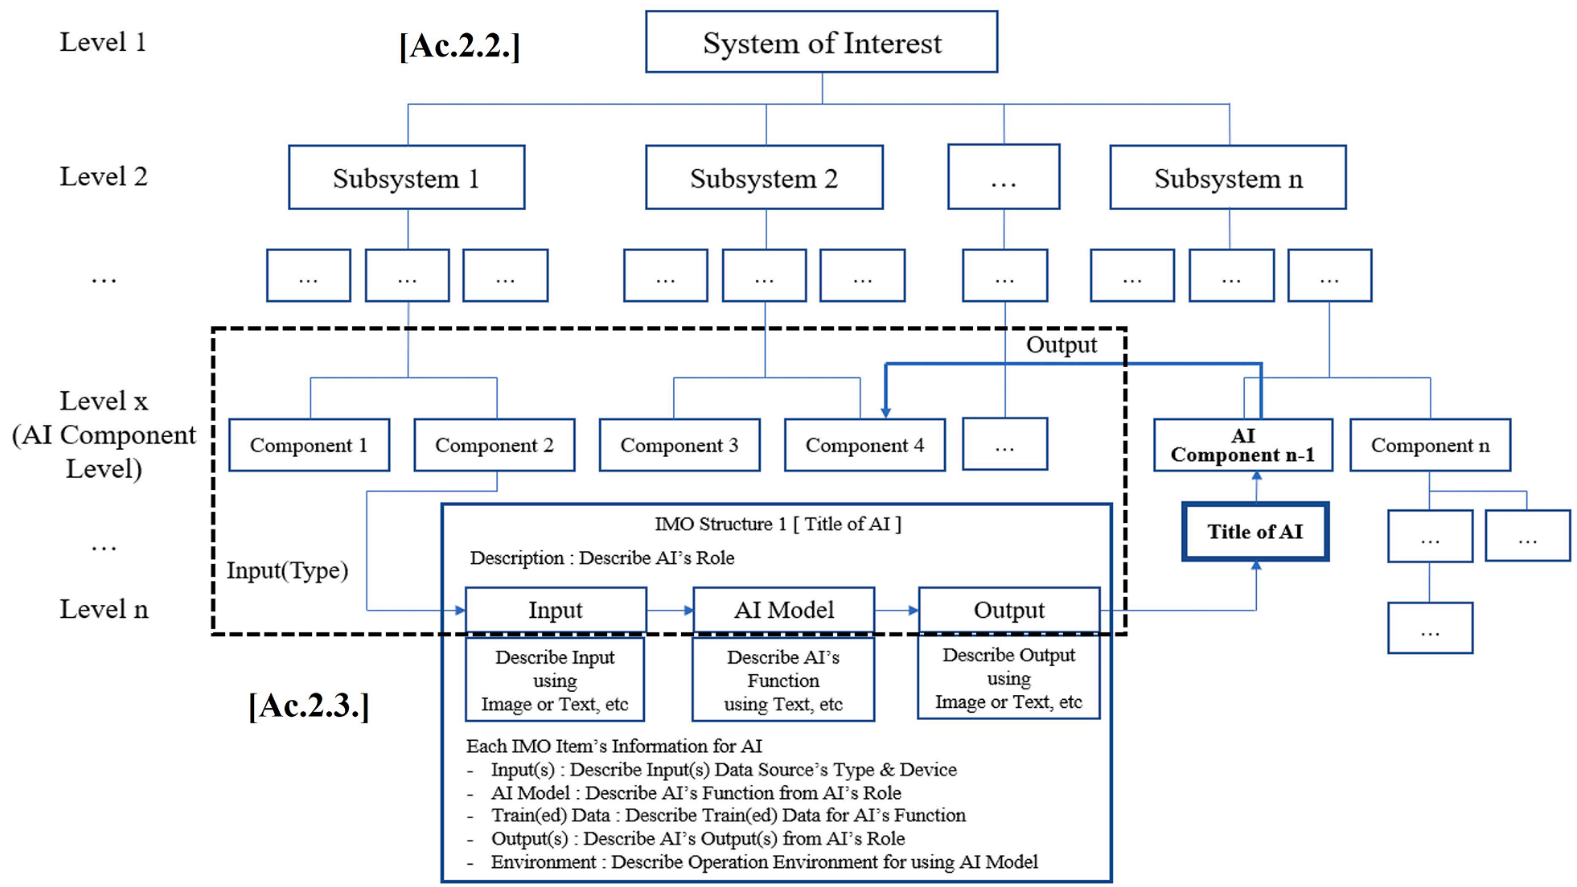 Level 1
[Ac.2.2.]
System of Interest
Level 2
Subsystem 1
Subsystem 2
...
Subsystem n
...
...
...
...
...
...
...
...
...
...
...
Output
Level x
(AI Component
Level)
Component 1
Component 2
Component 3
Component 4
...
AI
Component n-1
Component n
...
Input(Type)
IMO Structure 1 [ Title of AI ]
Description : Describe AI's Role
Title of AI
...
...
Level n
Input
AI Model
Output
...
Describe Input
using
Image or Text, etc
Describe AI's
Function
using Text, etc
Describe Output
using
Image or Text, etc
[Ac.2.3.]
Each IMO Item's Information for AI
- Input(s) : Describe Input(s) Data Source's Type & Device
- AI Model : Describe AI's Function from AI's Role
- Train(ed) Data : Describe Train(ed) Data for AI's Function
- Output(s) : Describe AI's Output(s) from AI's Role
- Environment : Describe Operation Environment for using AI Model